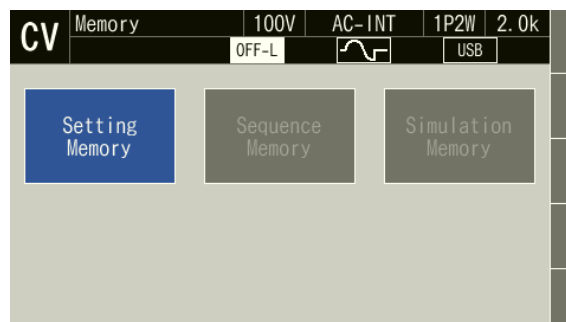 CV Memory 100V AC-INT 1P2W 2.0k
OFF-L USB
Setting Memory
Sequence Memory
Simulation Memory